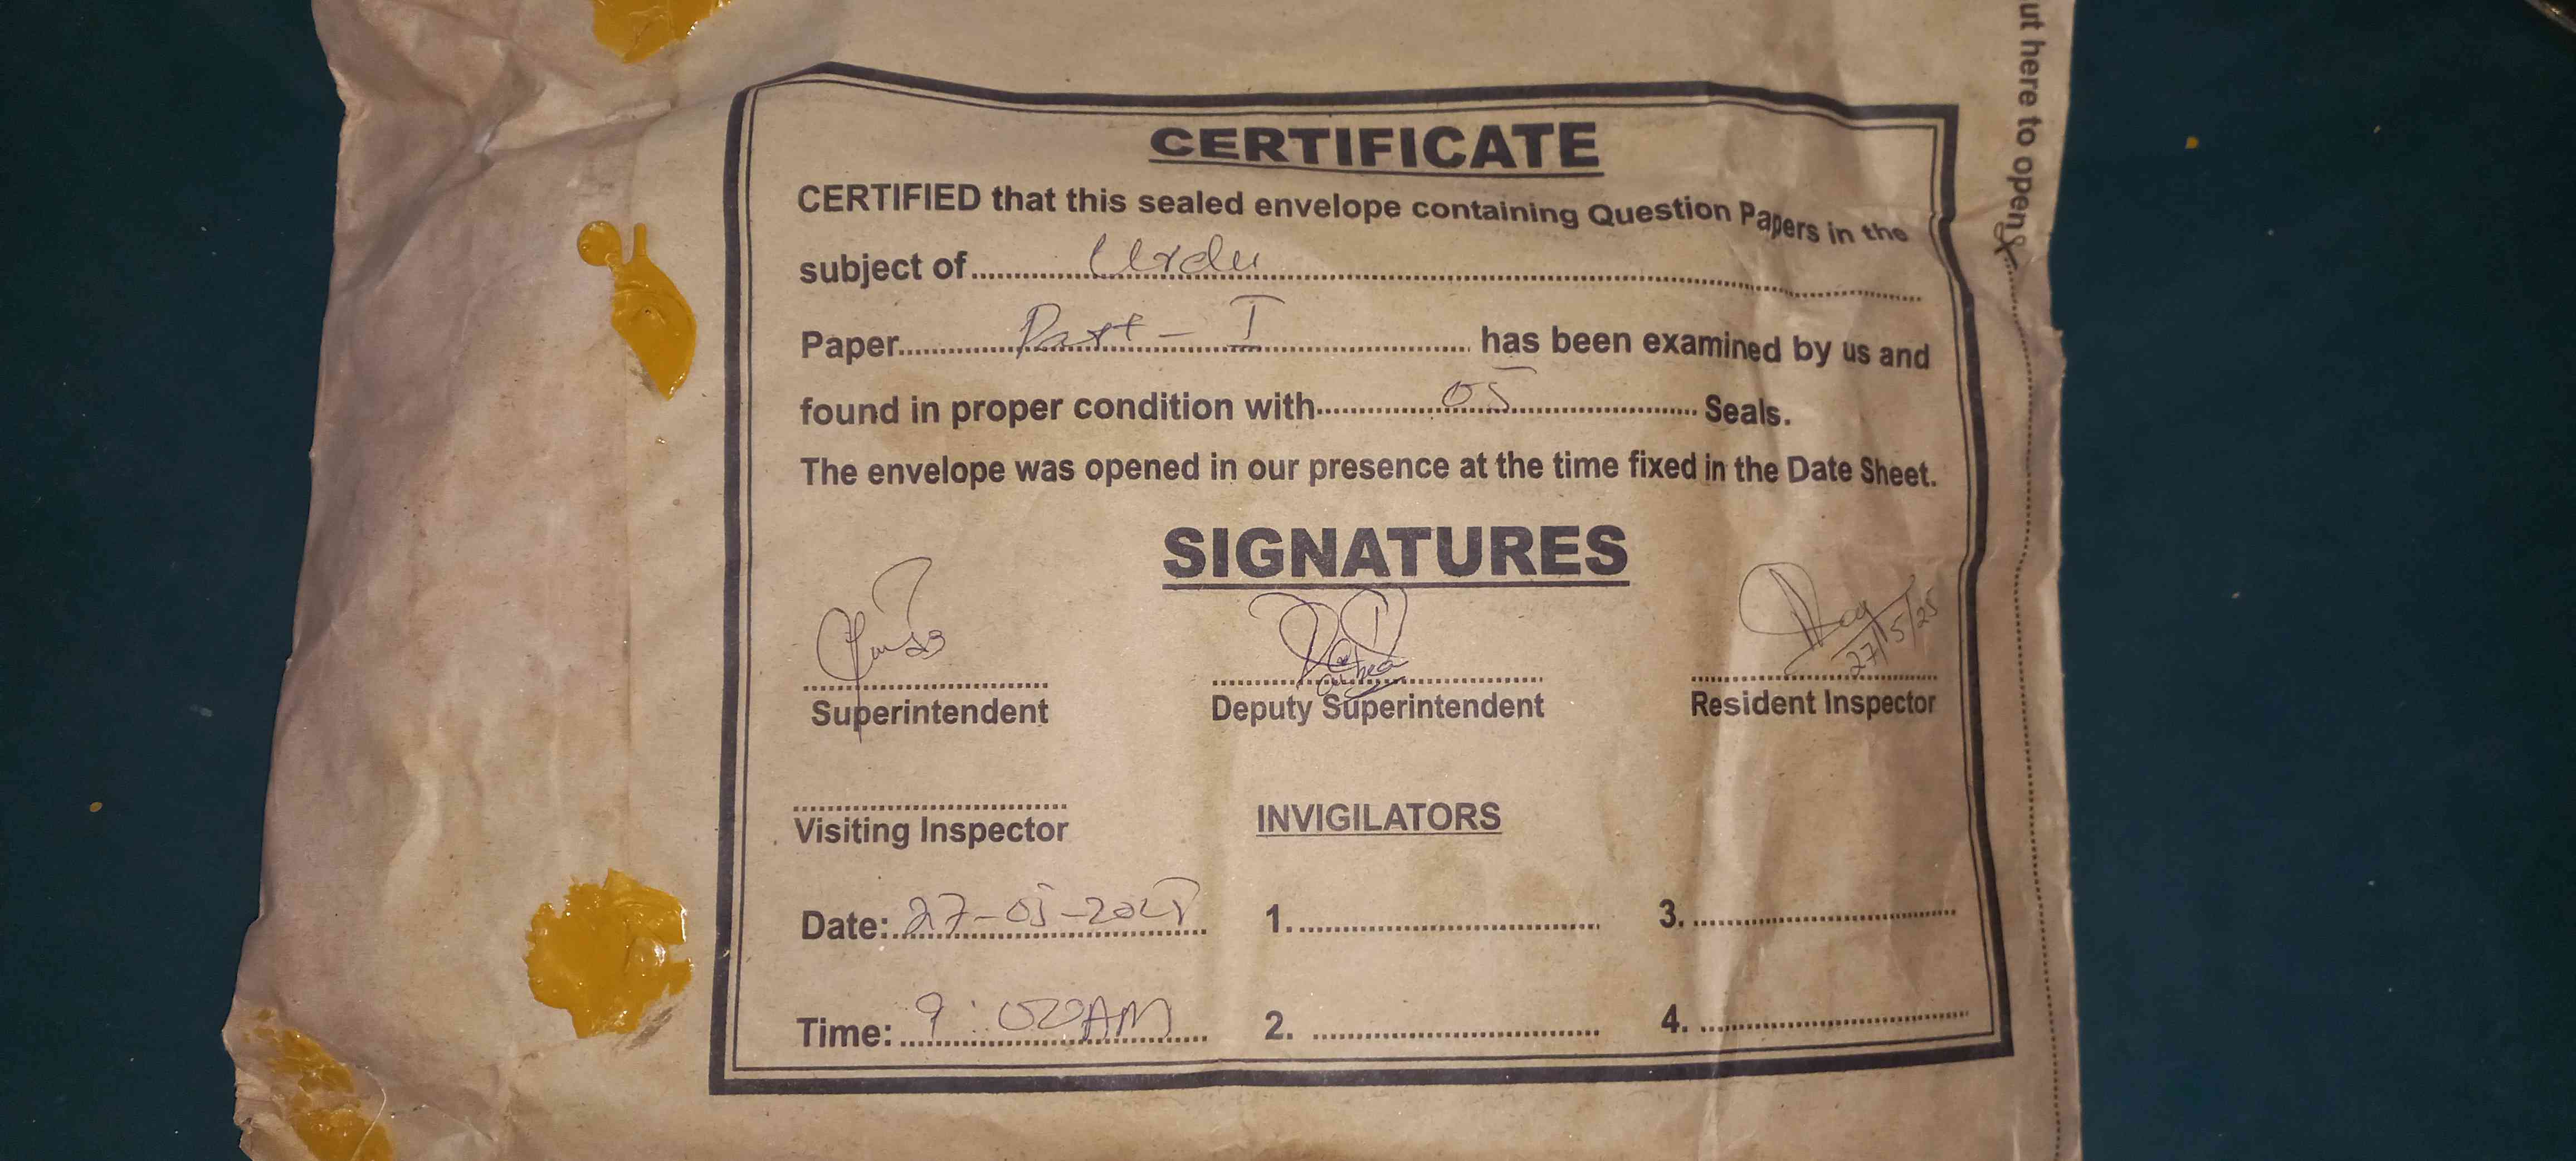 ut here to open
CERTIFICATE
CERTIFIED that this sealed envelope containing Question Papers in the
subject of Urdu
Paper Part - I has been examined by us and
found in proper condition with 05 Seals.
The envelope was opened in our presence at the time fixed in the Date Sheet.
SIGNATURES
27/5/25
Superintendent Deputy Superintendent Resident Inspector
Visiting Inspector INVIGILATORS
Date: 27-05-2025 1. 3.
Time: 9:00AM 2. 4.